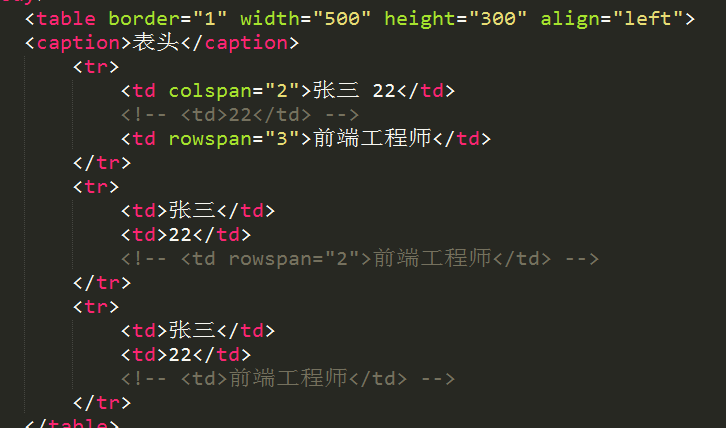 <table border="1" width="500" height="300" align="left">
<caption>表头</caption>
<tr>
<td colspan="2">张三 22</td>
<!-- <td>22</td> -->
<td rowspan="3">前端工程师</td>
</tr>
<tr>
<td>张三</td>
<td>22</td>
<!-- <td rowspan="2">前端工程师</td> -->
</tr>
<tr>
<td>张三</td>
<td>22</td>
<!-- <td>前端工程师</td> -->
</tr>
</table>